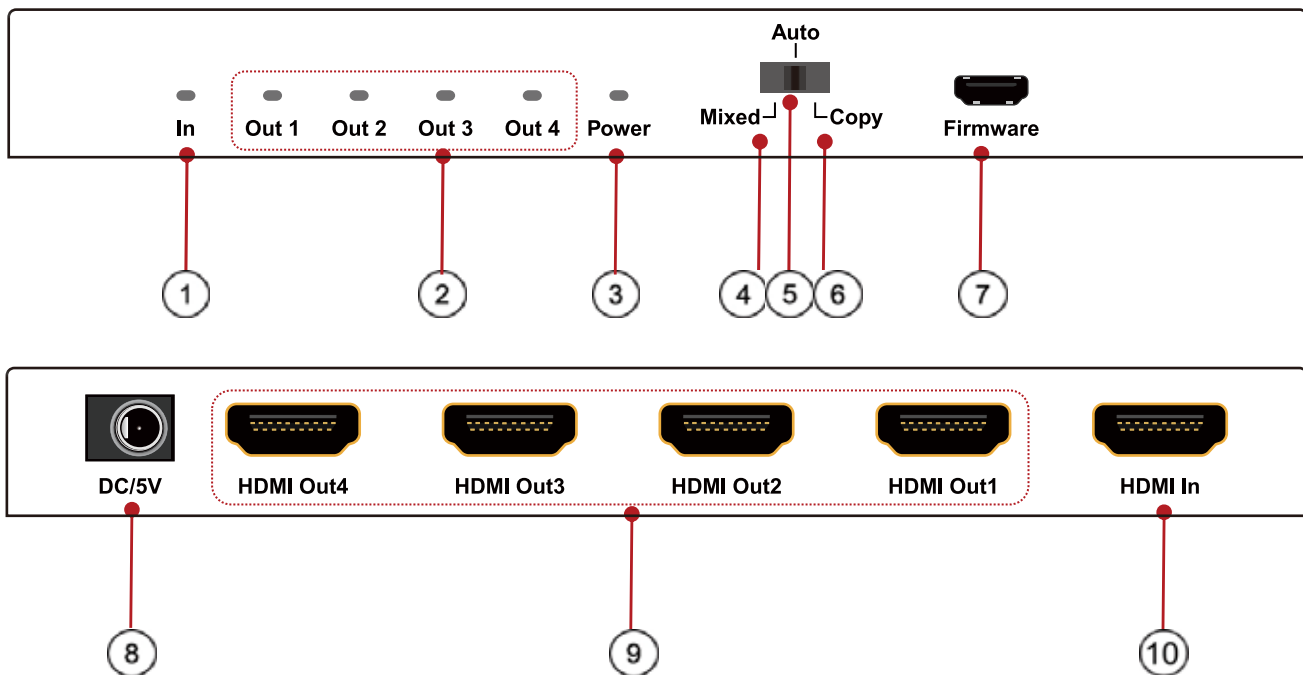 Auto
Mixed Copy
In Out 1 Out 2 Out 3 Out 4 Power Firmware
1 2 3 4 5 6 7
DC/5V HDMI Out4 HDMI Out3 HDMI Out2 HDMI Out1 HDMI In
8 9 10